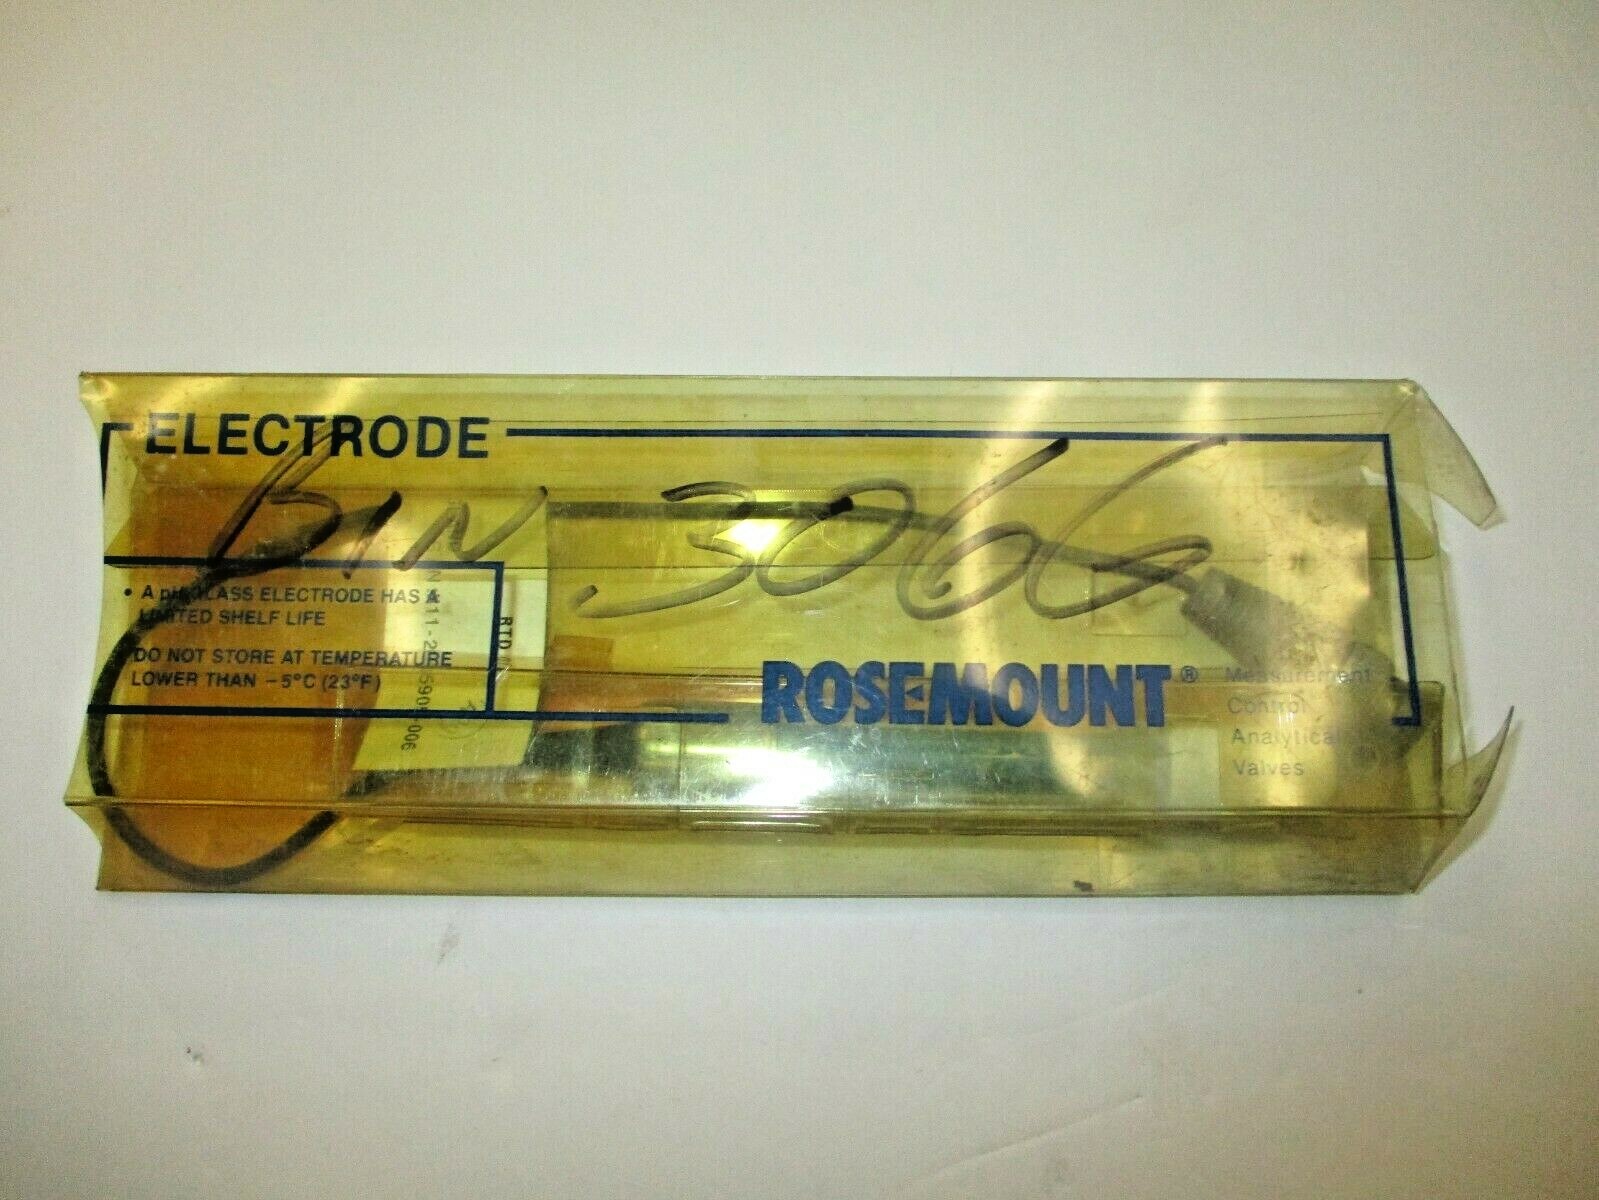 ELECTRODE
BIN 3066
• A pH GLASS ELECTRODE HAS A
LIMITED SHELF LIFE
DO NOT STORE AT TEMPERATURE
LOWER THAN -5°C (23°F)
RTD
ROSEMOUNT®
Measurement
Control
Analytical
Valves